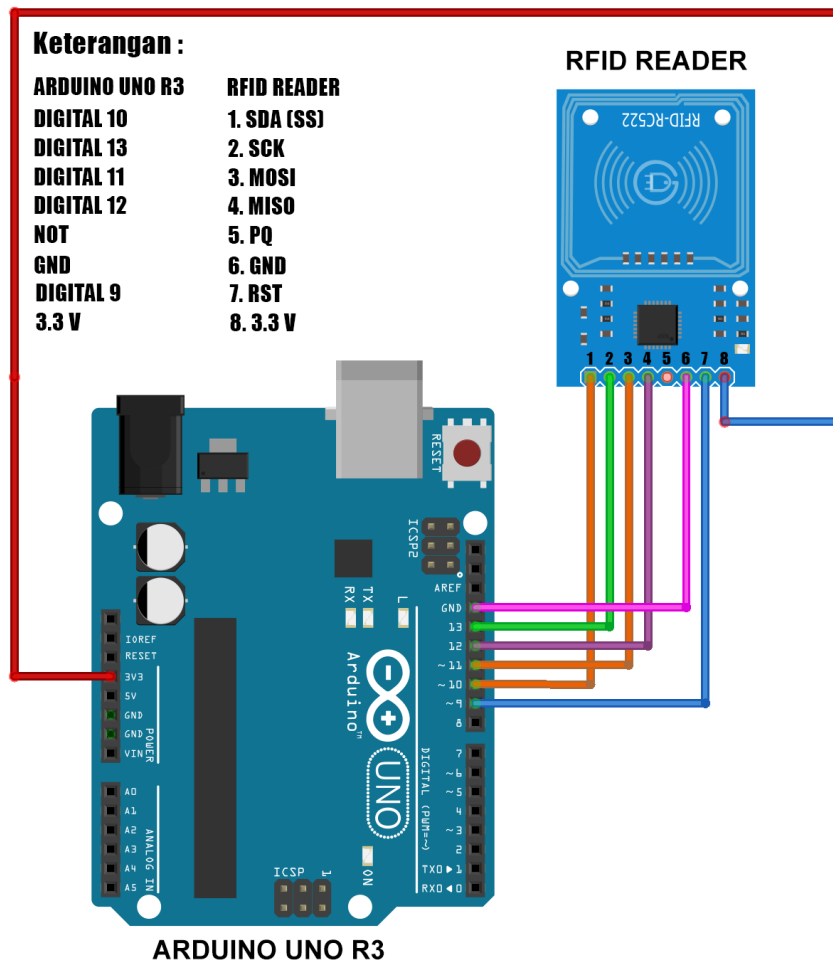 Keterangan :
ARDUINO UNO R3 RFID READER
DIGITAL 10 1. SDA (SS)
DIGITAL 13 2. SCK
DIGITAL 11 3. MOSI
DIGITAL 12 4. MISO
NOT 5. PQ
GND 6. GND
DIGITAL 9 7. RST
3.3 V 8. 3.3 V
RFID READER
RFID-RC522
1 2 3 4 5 6 7 8
RESET
ICSP2
AREF
GND
13
12
~11
~10
~9
8
7
~6
~5
4
~3
2
TX0▶1
RX0◀0
DIGITAL (PWM=~)
RX
TX
L
Arduino™
UNO
IOREF
RESET
3V3
5V
GND
GND
VIN
POWER
A0
A1
A2
A3
A4
A5
ANALOG IN
ICSP 1
ON
ARDUINO UNO R3